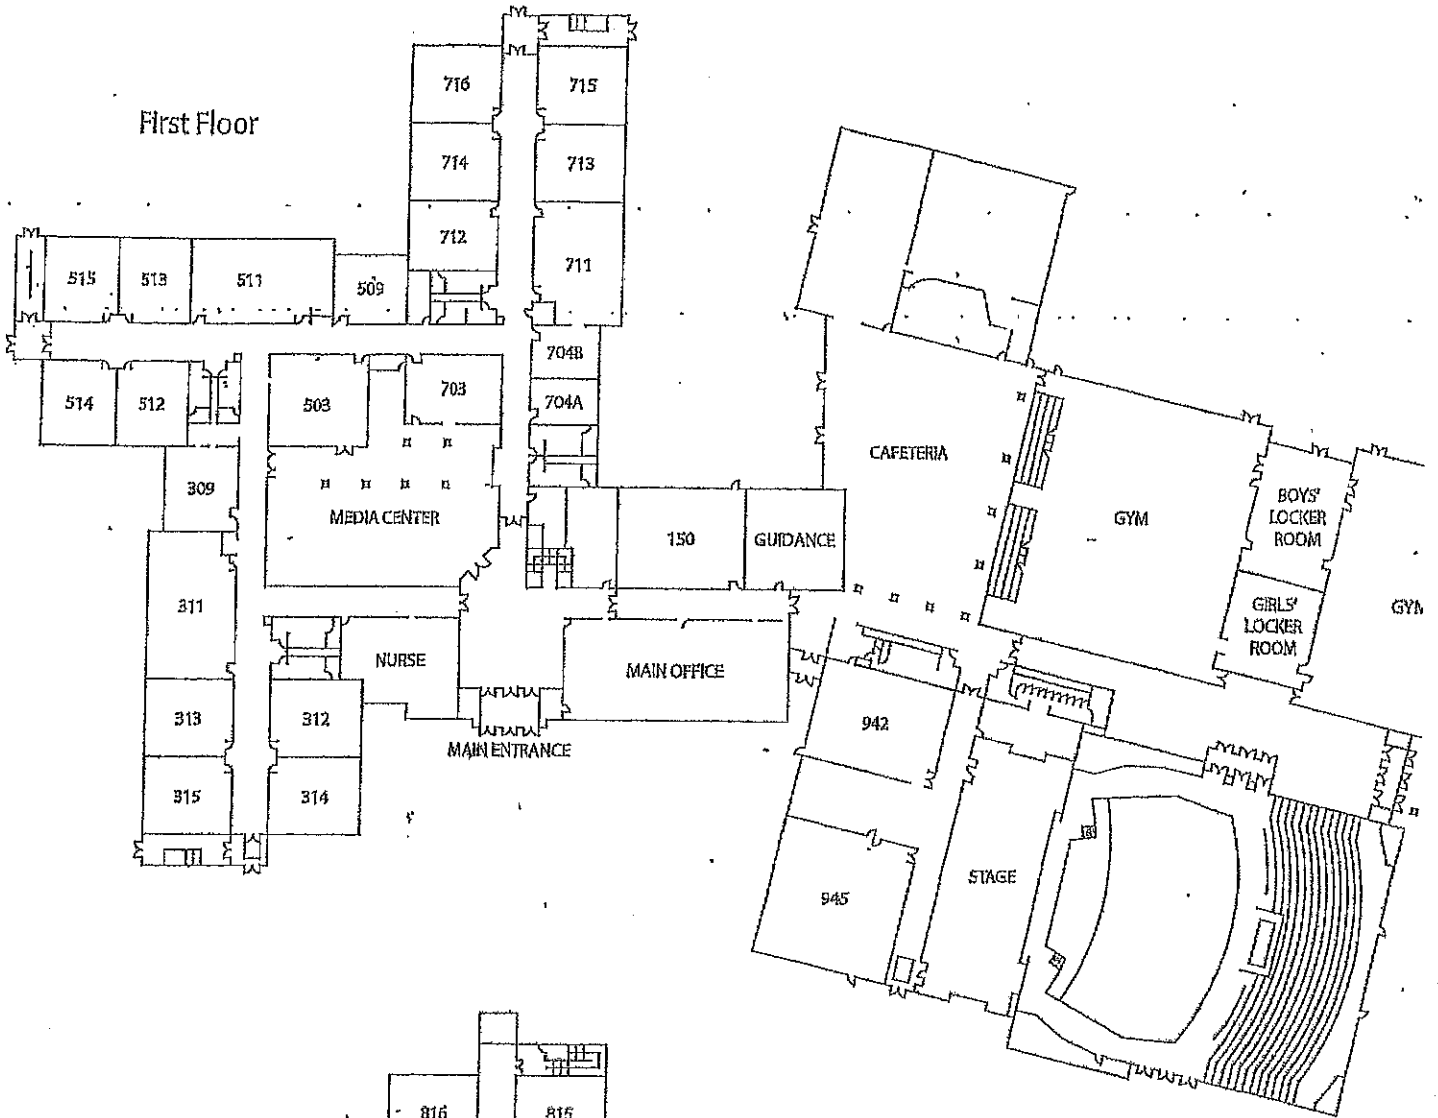 First Floor
716
715
714
713
712
711
515
513
511
509
704B
703
704A
514
512
503
309
MEDIA CENTER
CAFETERIA
GYM
BOYS'
LOCKER
ROOM
150
GUIDANCE
311
GIRLS'
LOCKER
ROOM
GYM
NURSE
MAIN OFFICE
313
312
942
MAIN ENTRANCE
315
314
STAGE
945
816
815